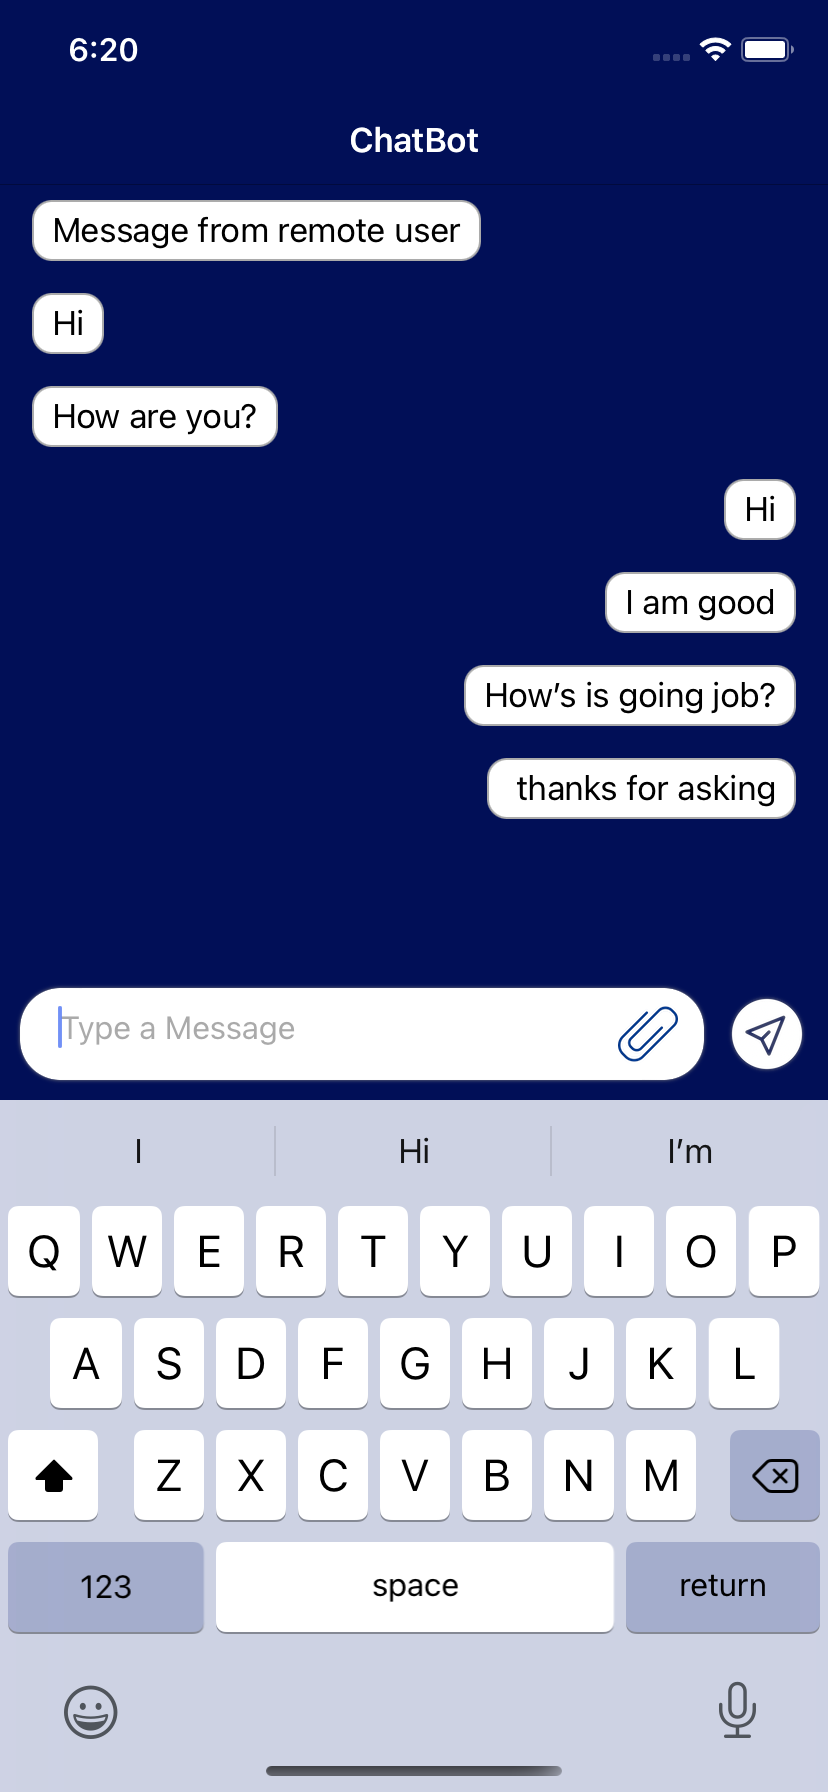 6:20
ChatBot
Message from remote user
Hi
How are you?
Hi
I am good
How’s is going job?
thanks for asking
Type a Message
I Hi I’m
Q W E R T Y U I O P
A S D F G H J K L
Z X C V B N M
123 space return